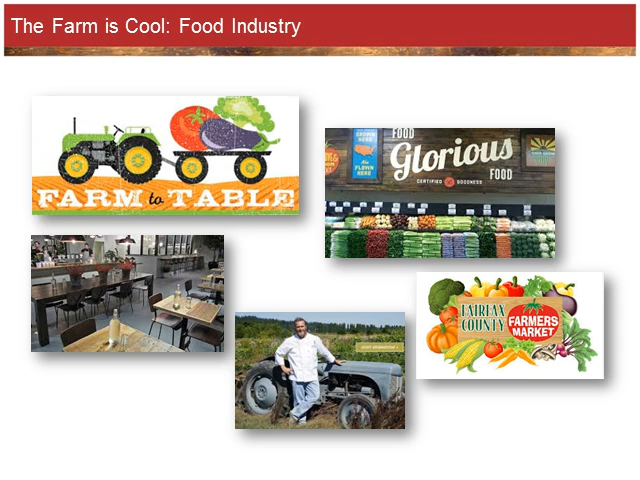 The Farm is Cool: Food Industry
FARM to TABLE
FOOD
Glorious
FOOD
CERTIFIED GOODNESS
GROWN
HERE
Not
FLOWN
HERE
FAIRFAX
COUNTY
FARMERS
MARKET